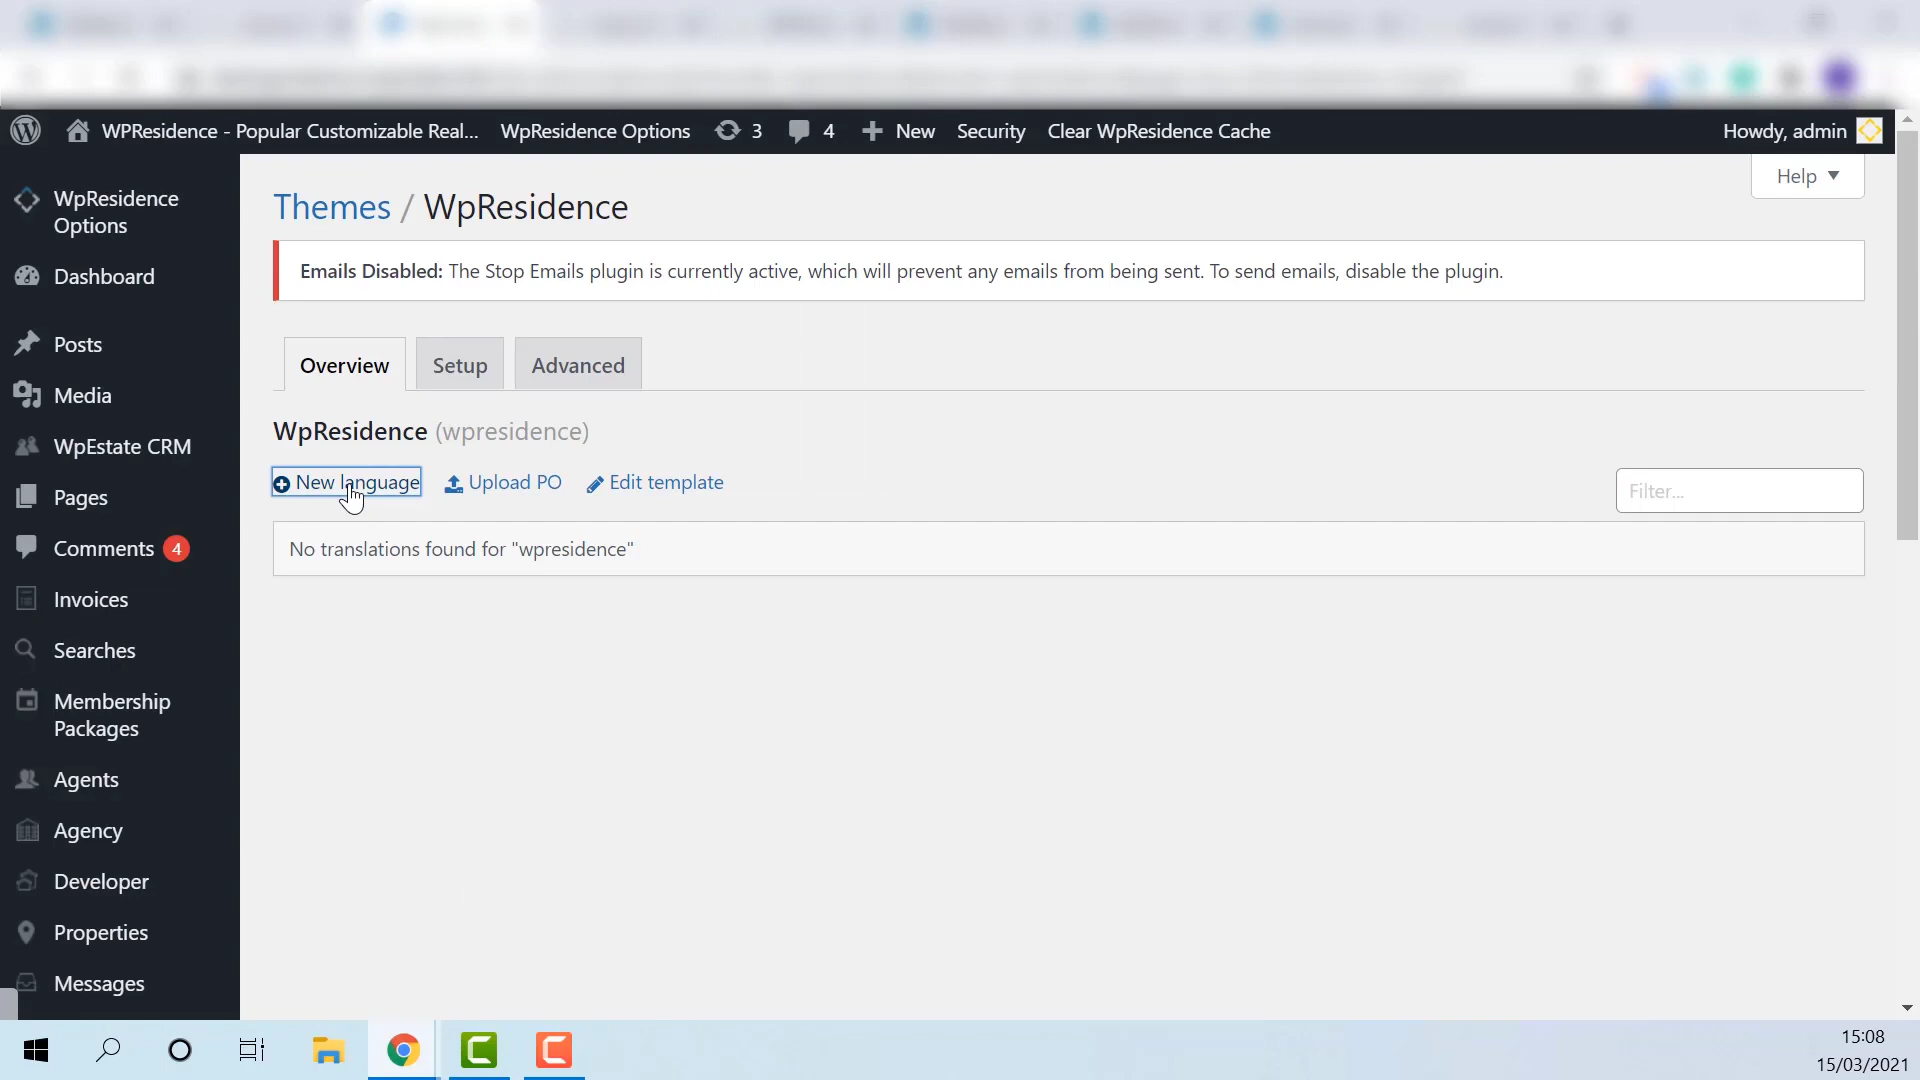 WPResidence - Popular Customizable Real... WpResidence Options 3 4 New Security Clear WpResidence Cache Howdy, admin
Help
WpResidence
Options
Dashboard
Posts
Media
WpEstate CRM
Pages
Comments 4
Invoices
Searches
Membership
Packages
Agents
Agency
Developer
Properties
Messages
Themes / WpResidence
Emails Disabled: The Stop Emails plugin is currently active, which will prevent any emails from being sent. To send emails, disable the plugin.
Overview Setup Advanced
WpResidence (wpresidence)
New language Upload PO Edit template Filter...
No translations found for "wpresidence"
15:08
15/03/2021